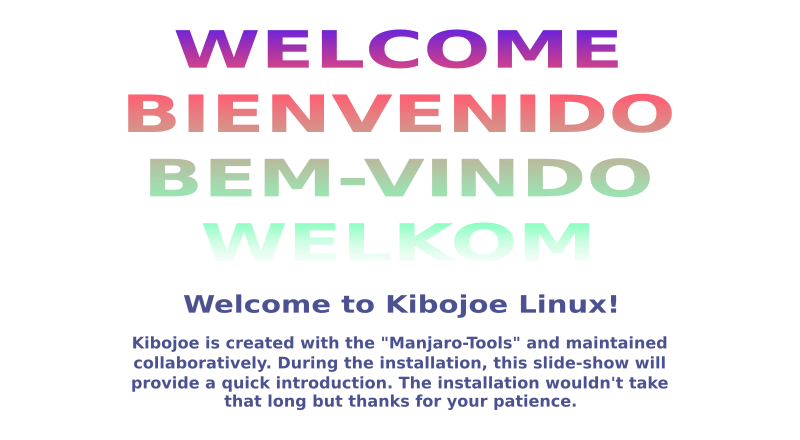 WELCOME
BIENVENIDO
BEM-VINDO
WELKOM
Welcome to Kibojoe Linux!
Kibojoe is created with the "Manjaro-Tools" and maintained
collaboratively. During the installation, this slide-show will
provide a quick introduction. The installation wouldn't take
that long but thanks for your patience.